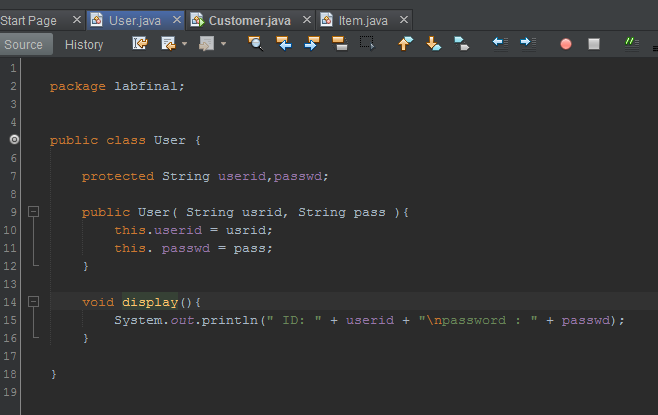 Start Page User.java Customer.java Item.java
Source History
1
2 package labfinal;
3
4
public class User {
6
7 protected String userid,passwd;
8
9 public User( String usrid, String pass ){
10 this.userid = usrid;
11 this. passwd = pass;
12 }
13
14 void display(){
15 System.out.println(" ID: " + userid + "\npassword : " + passwd);
16 }
17
18 }
19